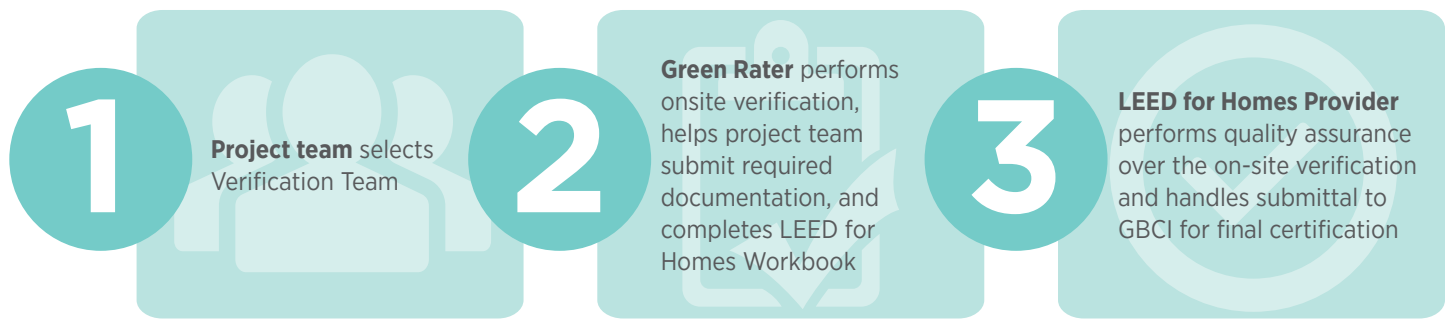 1
Project team selects
Verification Team
2
Green Rater performs
onsite verification,
helps project team
submit required
documentation, and
completes LEED for
Homes Workbook
3
LEED for Homes Provider
performs quality assurance
over the on-site verification
and handles submittal to
GBCI for final certification